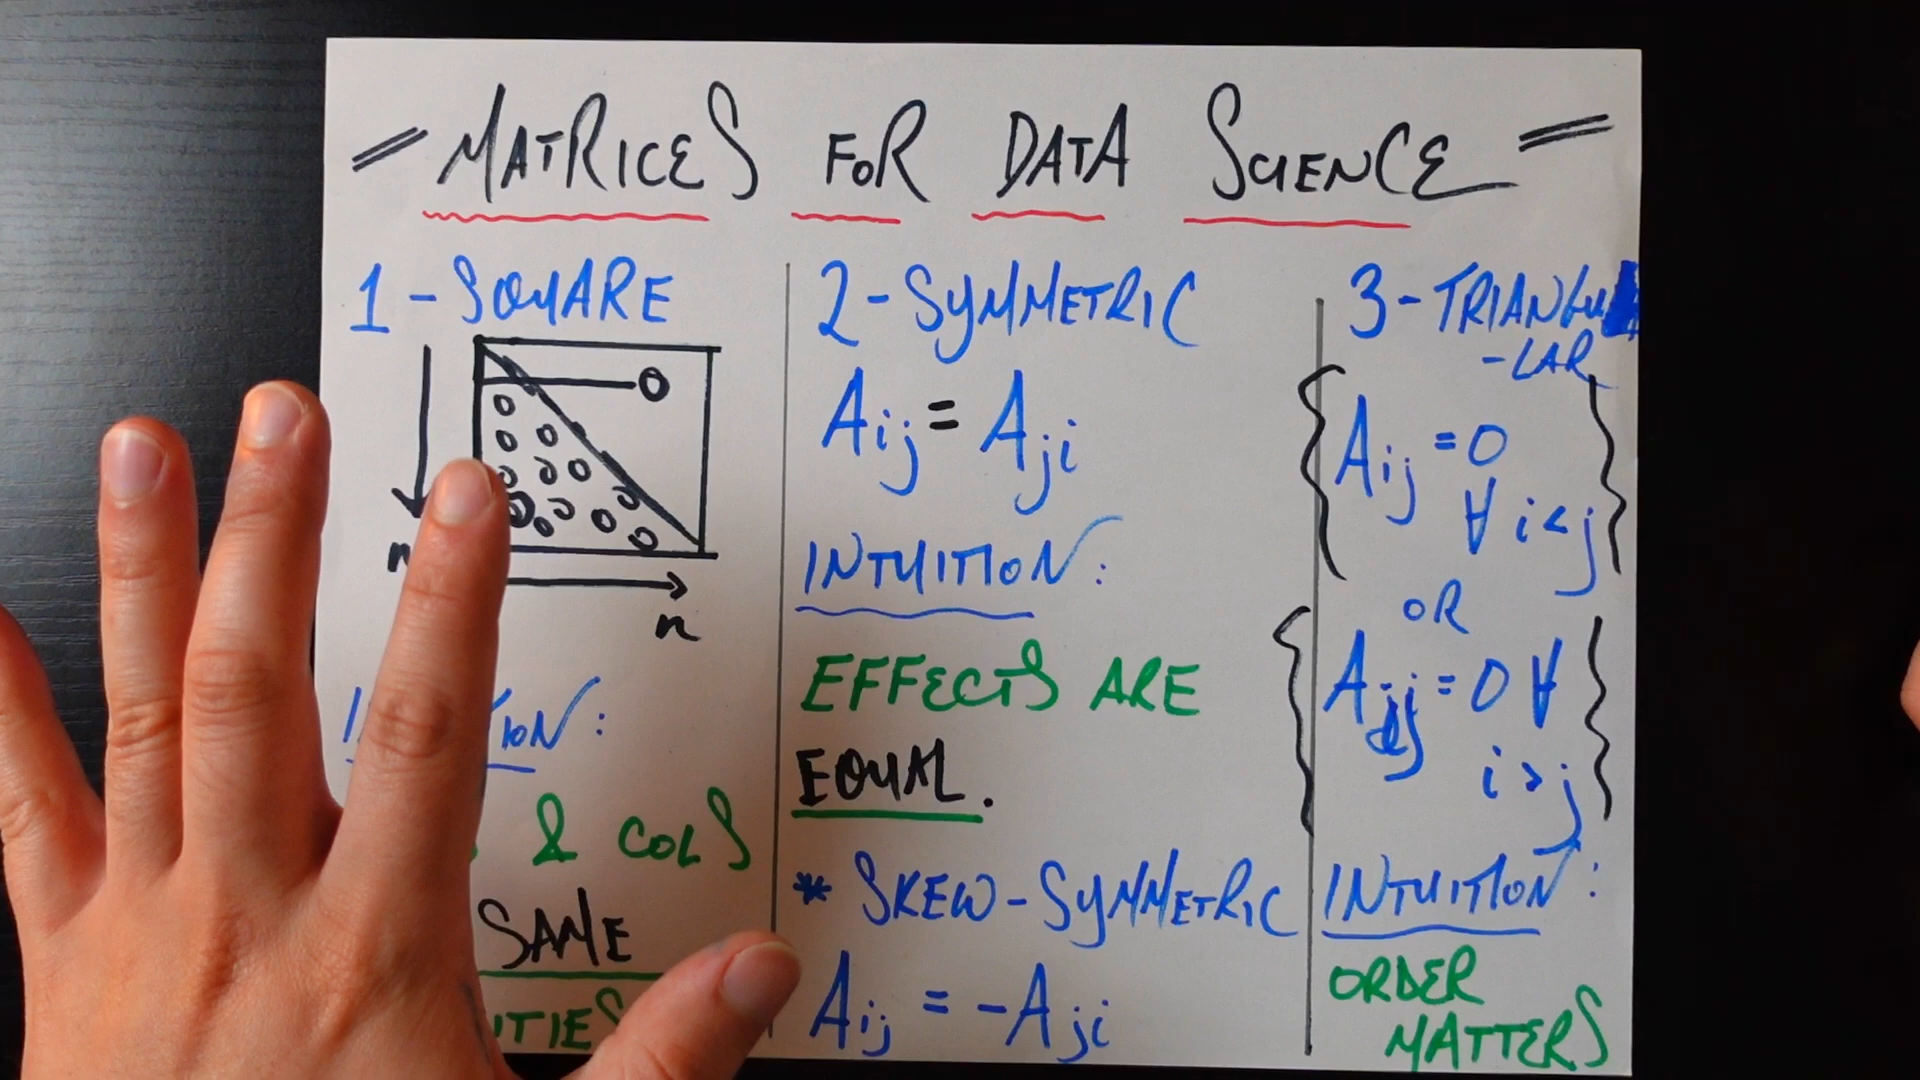 MATRICES FOR DATA SCIENCE
1 - SQUARE
n
& COLS
SAME
2 - SYMMETRIC
Aij = Aji
INTUITION:
EFFECTS ARE
EQUAL.
* SKEW - SYMMETRIC
Aij = -Aji
3 - TRIANGU
- LAR
Aij = 0
∀ i < j
OR
Aij = 0 ∀
i > j
INTUITION:
ORDER
MATTERS